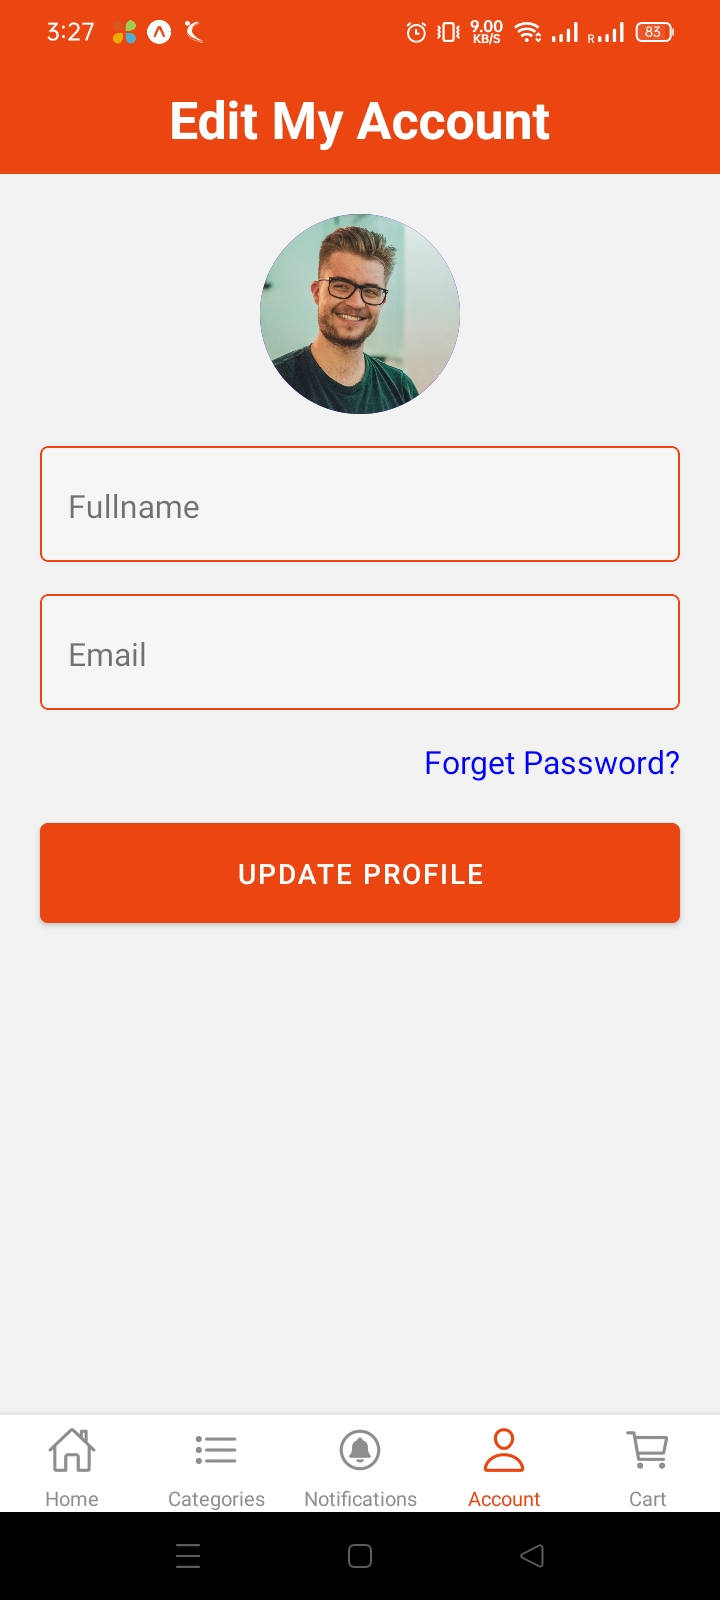 3:27 9.00 KB/S R 83
Edit My Account
Fullname
Email
Forget Password?
UPDATE PROFILE
Home Categories Notifications Account Cart